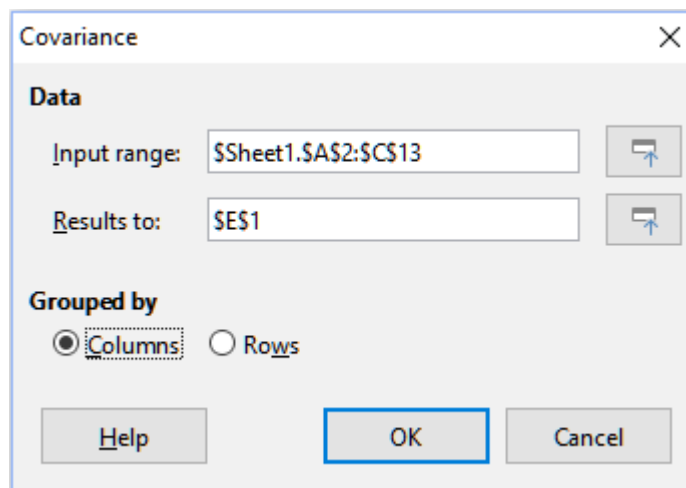 Covariance
Data
Input range: $Sheet1.$A$2:$C$13
Results to: $E$1
Grouped by
Columns Rows
Help OK Cancel